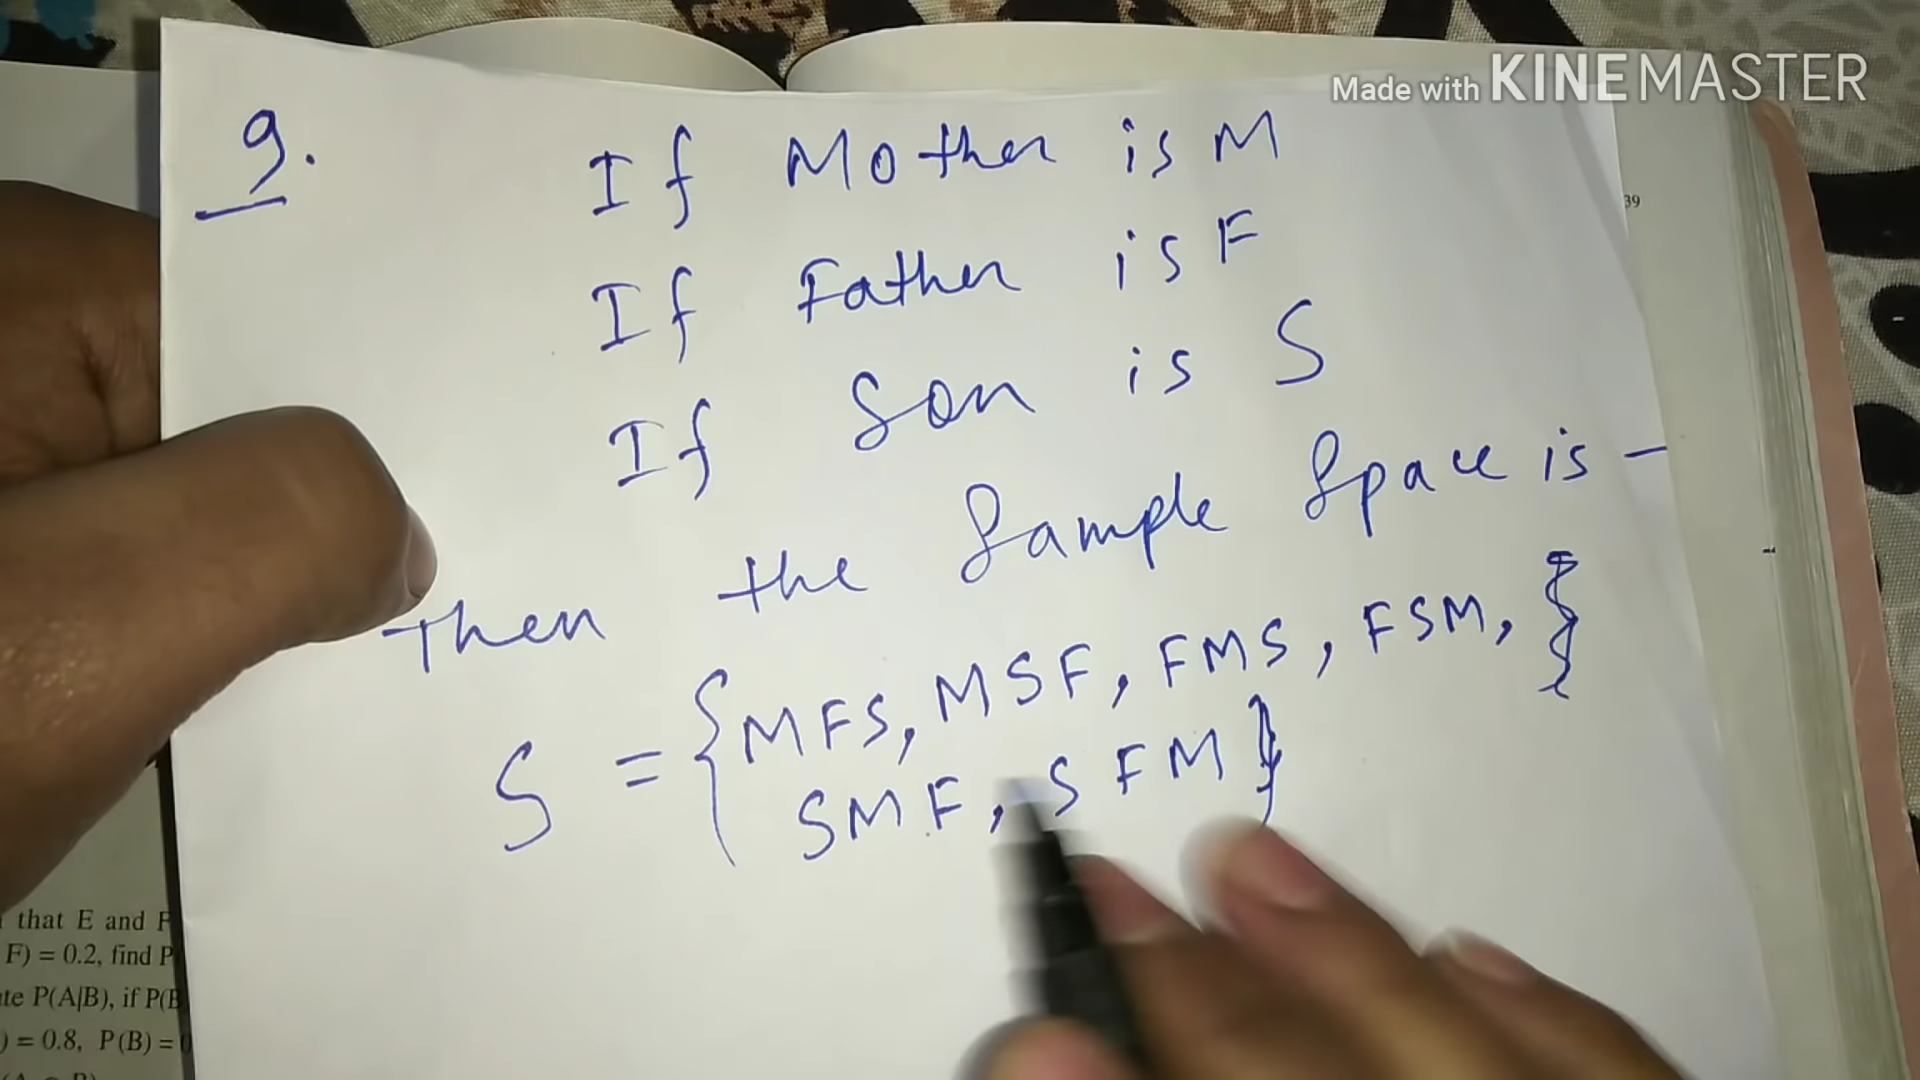 Made with KINEMASTER
9. If Mother is M
39
If Father is F
If Son is S
Then the Sample Space is -
S = {MFS, MSF, FMS, FSM,
SMF, SFM}
that E and F
F) = 0.2, find P
te P(A|B), if P(B
) = 0.8, P(B) = 0